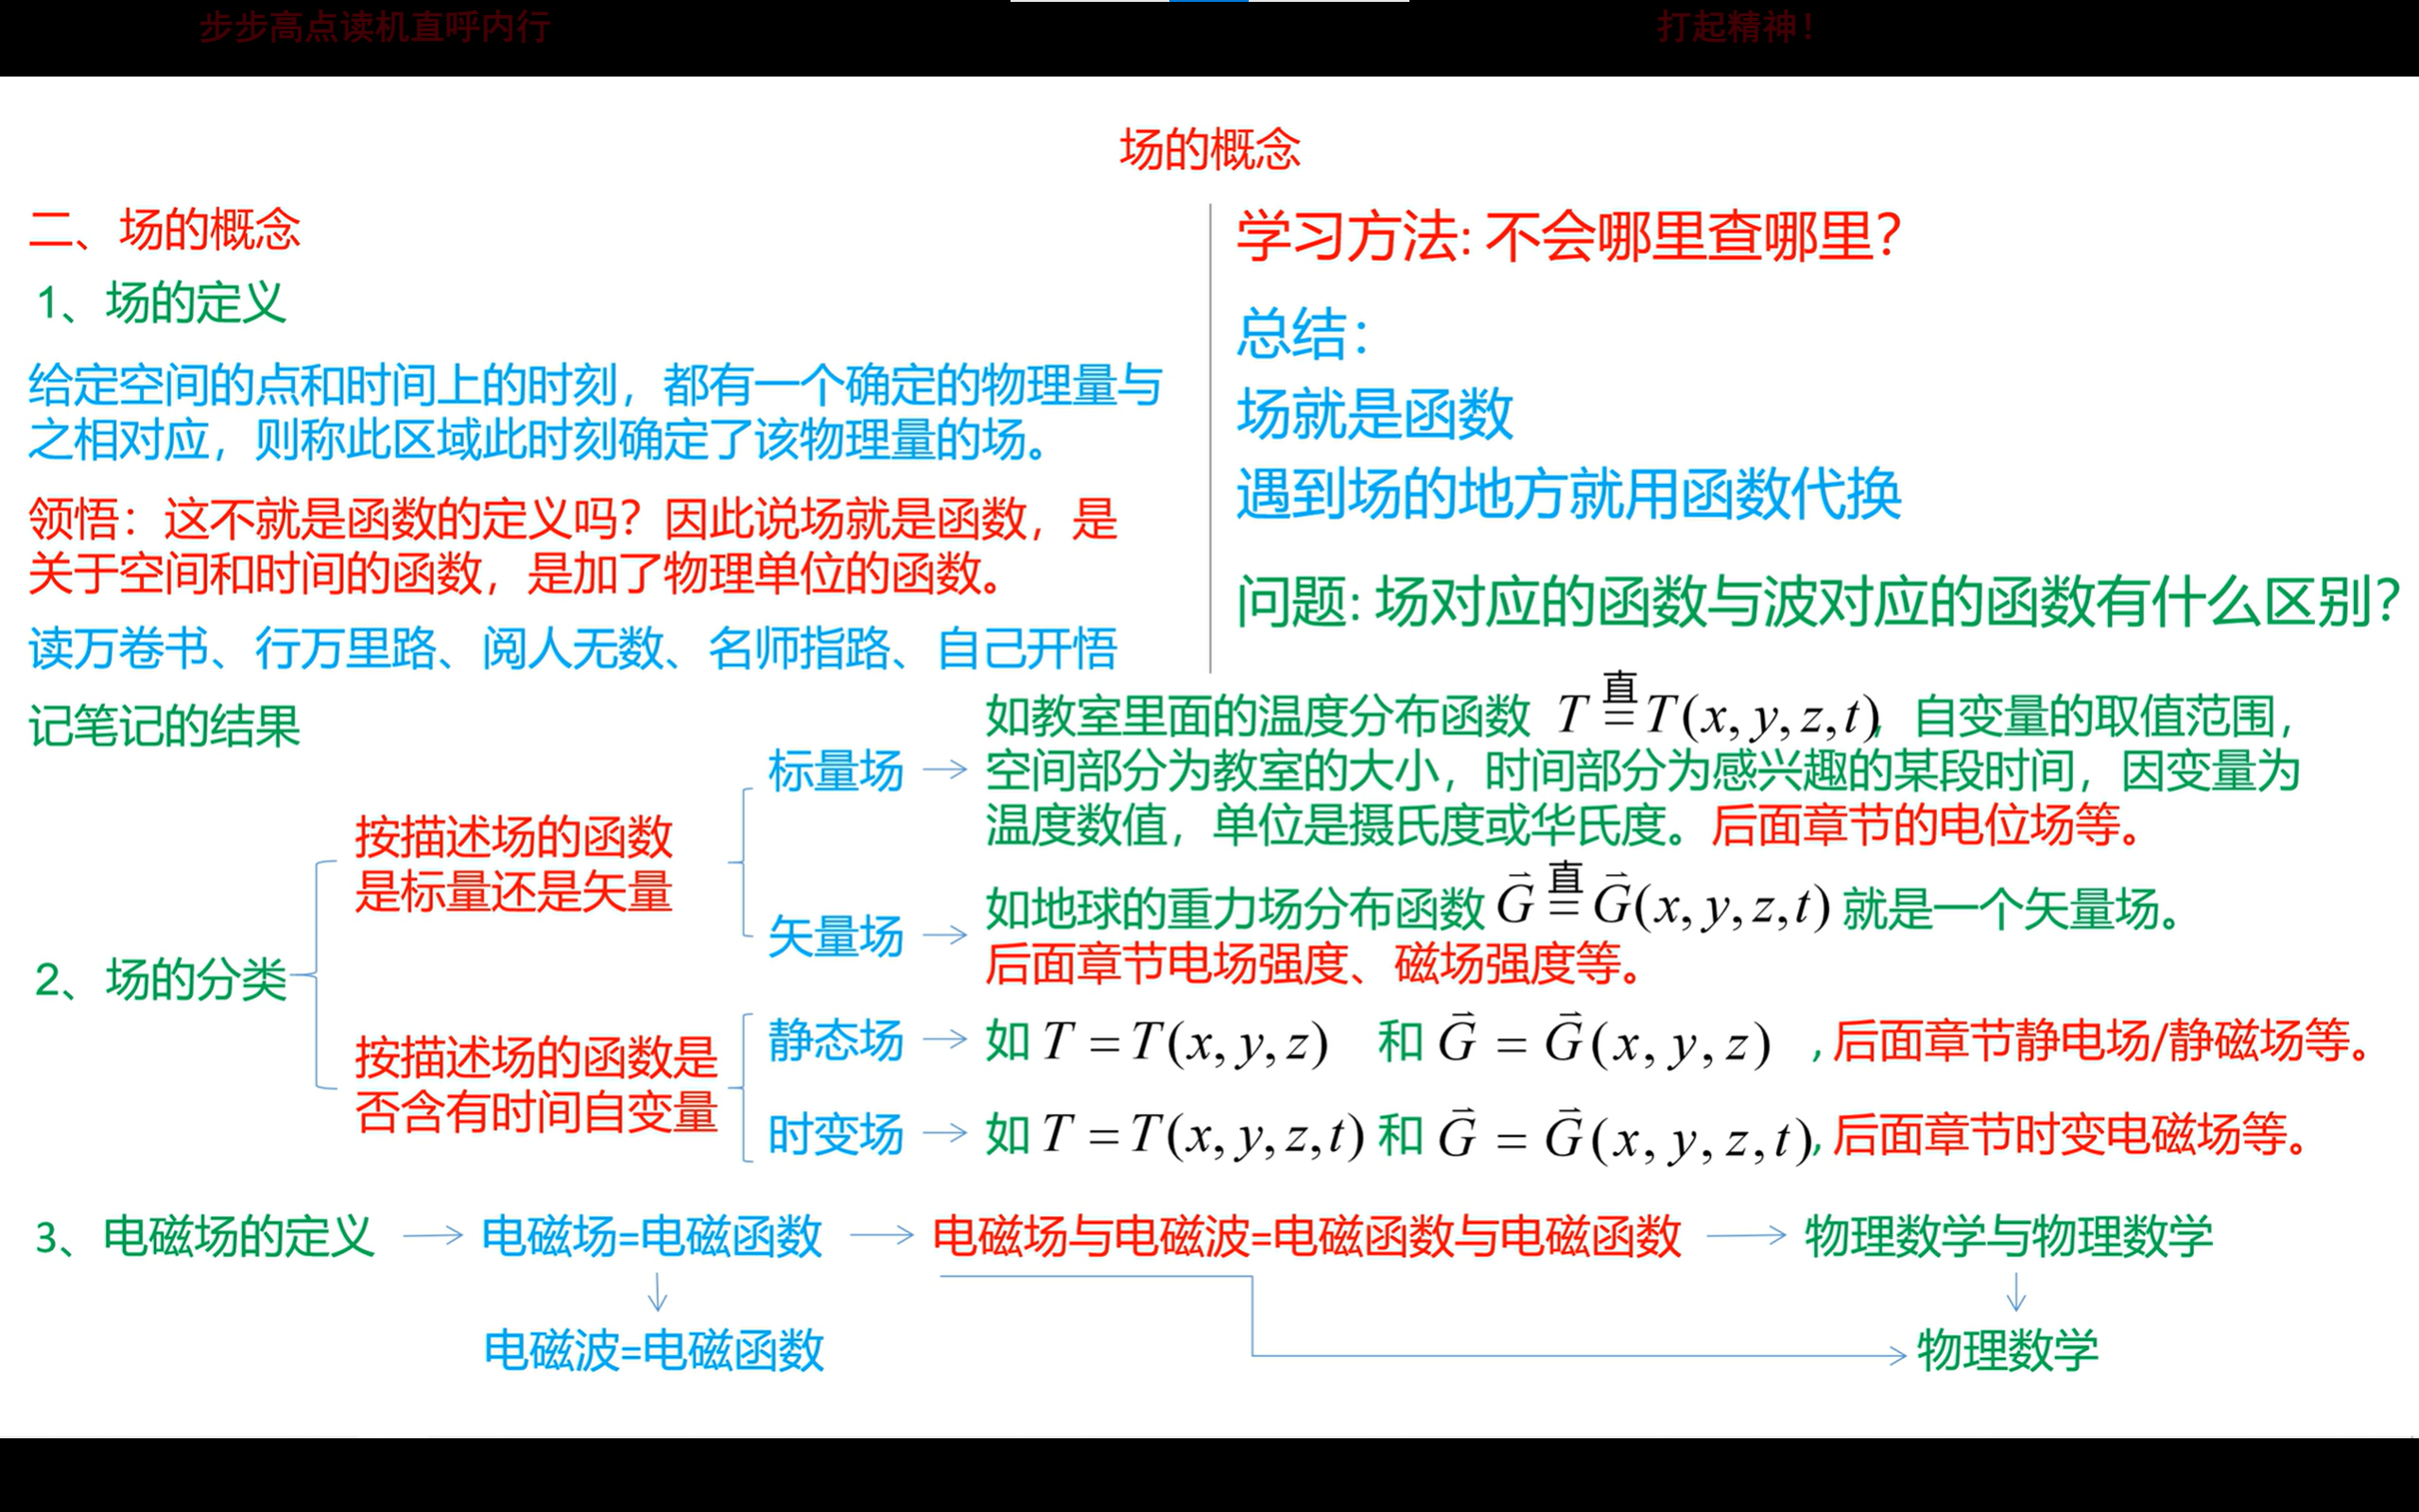 步步高点读机直呼内行
打起精神!
场的概念
二、场的概念
1、场的定义
给定空间的点和时间上的时刻，都有一个确定的物理量与
之相对应，则称此区域此时刻确定了该物理量的场。
领悟：这不就是函数的定义吗？因此说场就是函数，是
关于空间和时间的函数，是加了物理单位的函数。
读万卷书、行万里路、阅人无数、名师指路、自己开悟
记笔记的结果
学习方法: 不会哪里查哪里？
总结：
场就是函数
遇到场的地方就用函数代换
问题: 场对应的函数与波对应的函数有什么区别？
2、场的分类
按描述场的函数
是标量还是矢量
标量场
如教室里面的温度分布函数 T 直= T(x, y, z, t)，自变量的取值范围，
空间部分为教室的大小，时间部分为感兴趣的某段时间，因变量为
温度数值，单位是摄氏度或华氏度。后面章节的电位场等。
矢量场
如地球的重力场分布函数 G⃗ 直= G⃗(x, y, z, t) 就是一个矢量场。
后面章节电场强度、磁场强度等。
按描述场的函数是
否含有时间自变量
静态场
如 T = T(x, y, z) 和 G⃗ = G⃗(x, y, z) , 后面章节静电场/静磁场等。
时变场
如 T = T(x, y, z, t) 和 G⃗ = G⃗(x, y, z, t), 后面章节时变电磁场等。
3、电磁场的定义
电磁场=电磁函数
电磁场与电磁波=电磁函数与电磁函数
物理数学与物理数学
电磁波=电磁函数
物理数学